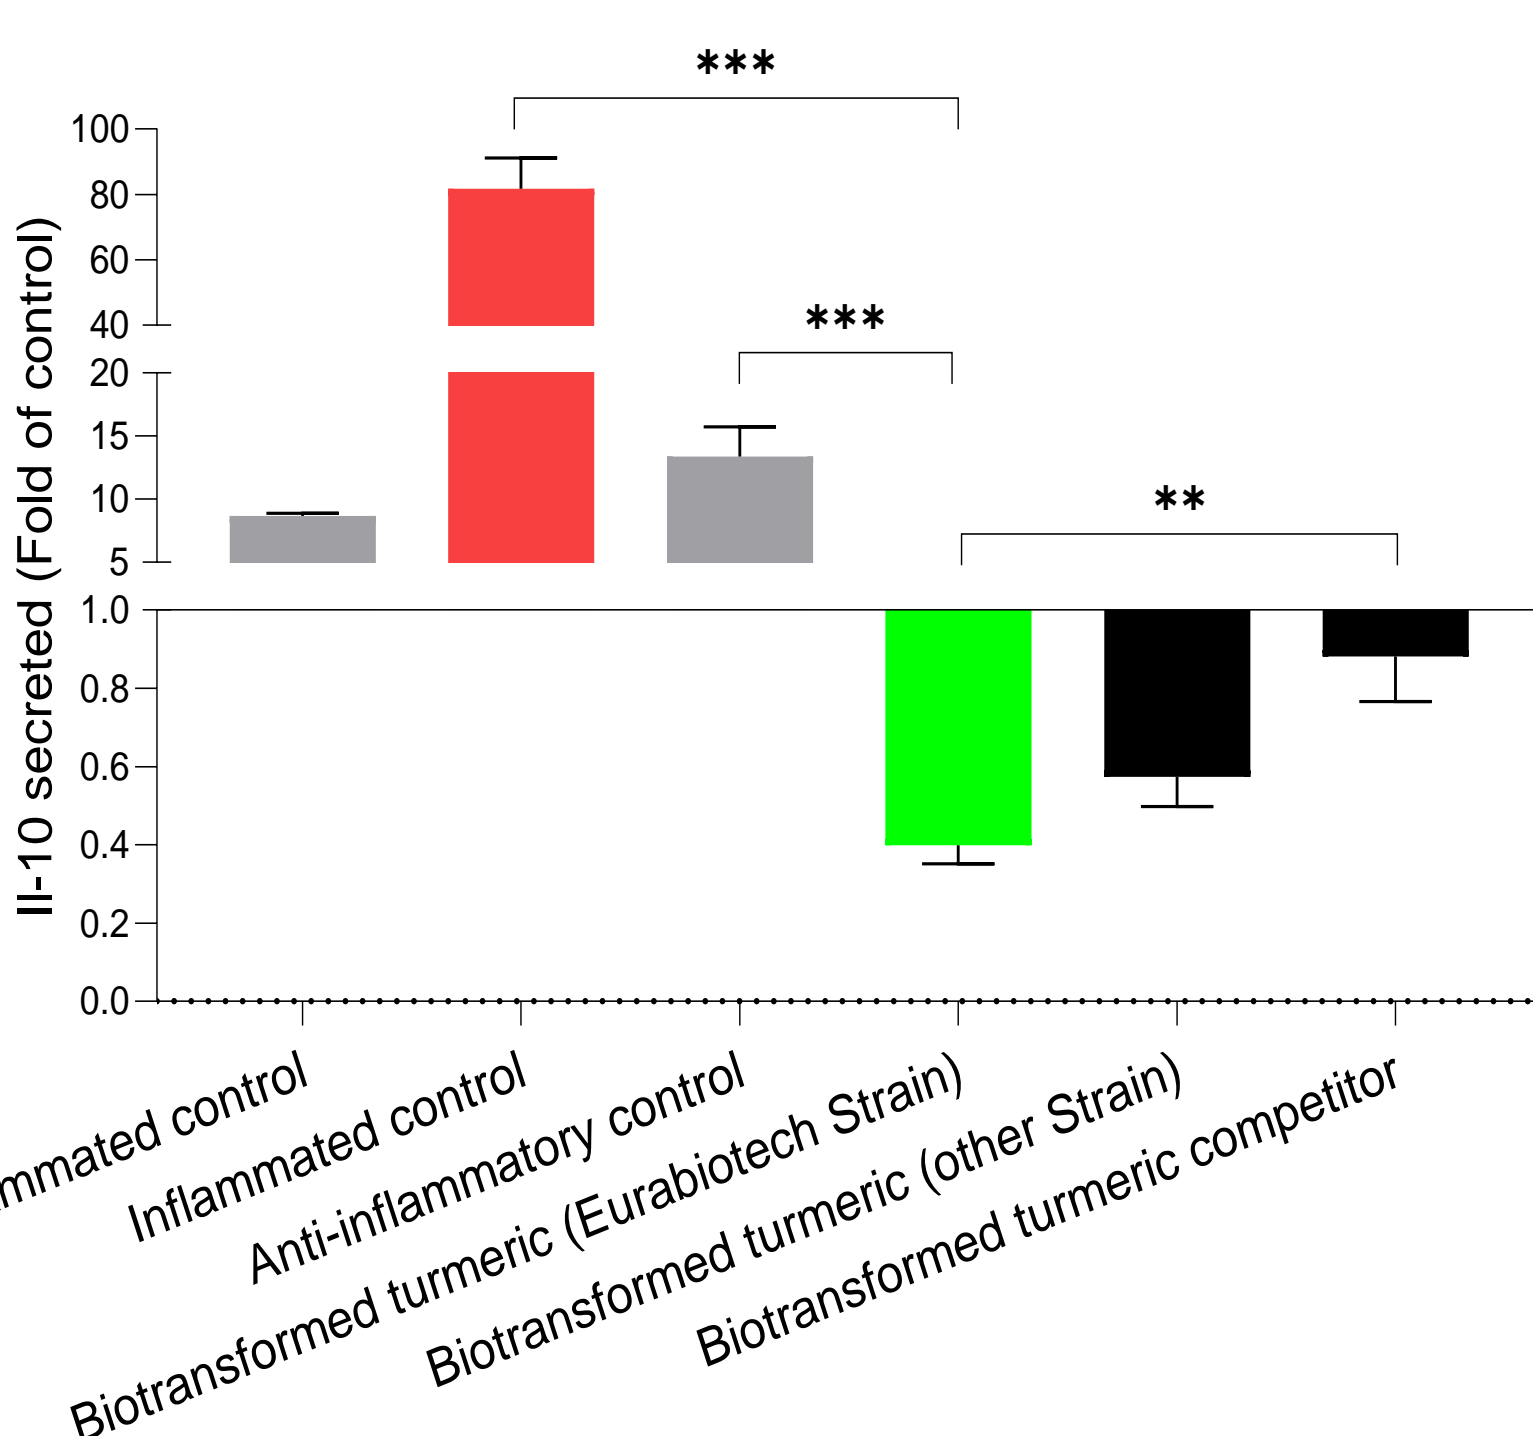 ***
100
80
60
40
***
20
15
10
5
**
1.0
0.8
0.6
0.4
0.2
0.0
Il-10 secreted (Fold of control)
ammated control
Inflammated control
Anti-inflammatory control
Biotransformed turmeric (Eurabiotech Strain)
Biotransformed turmeric (other Strain)
Biotransformed turmeric competitor